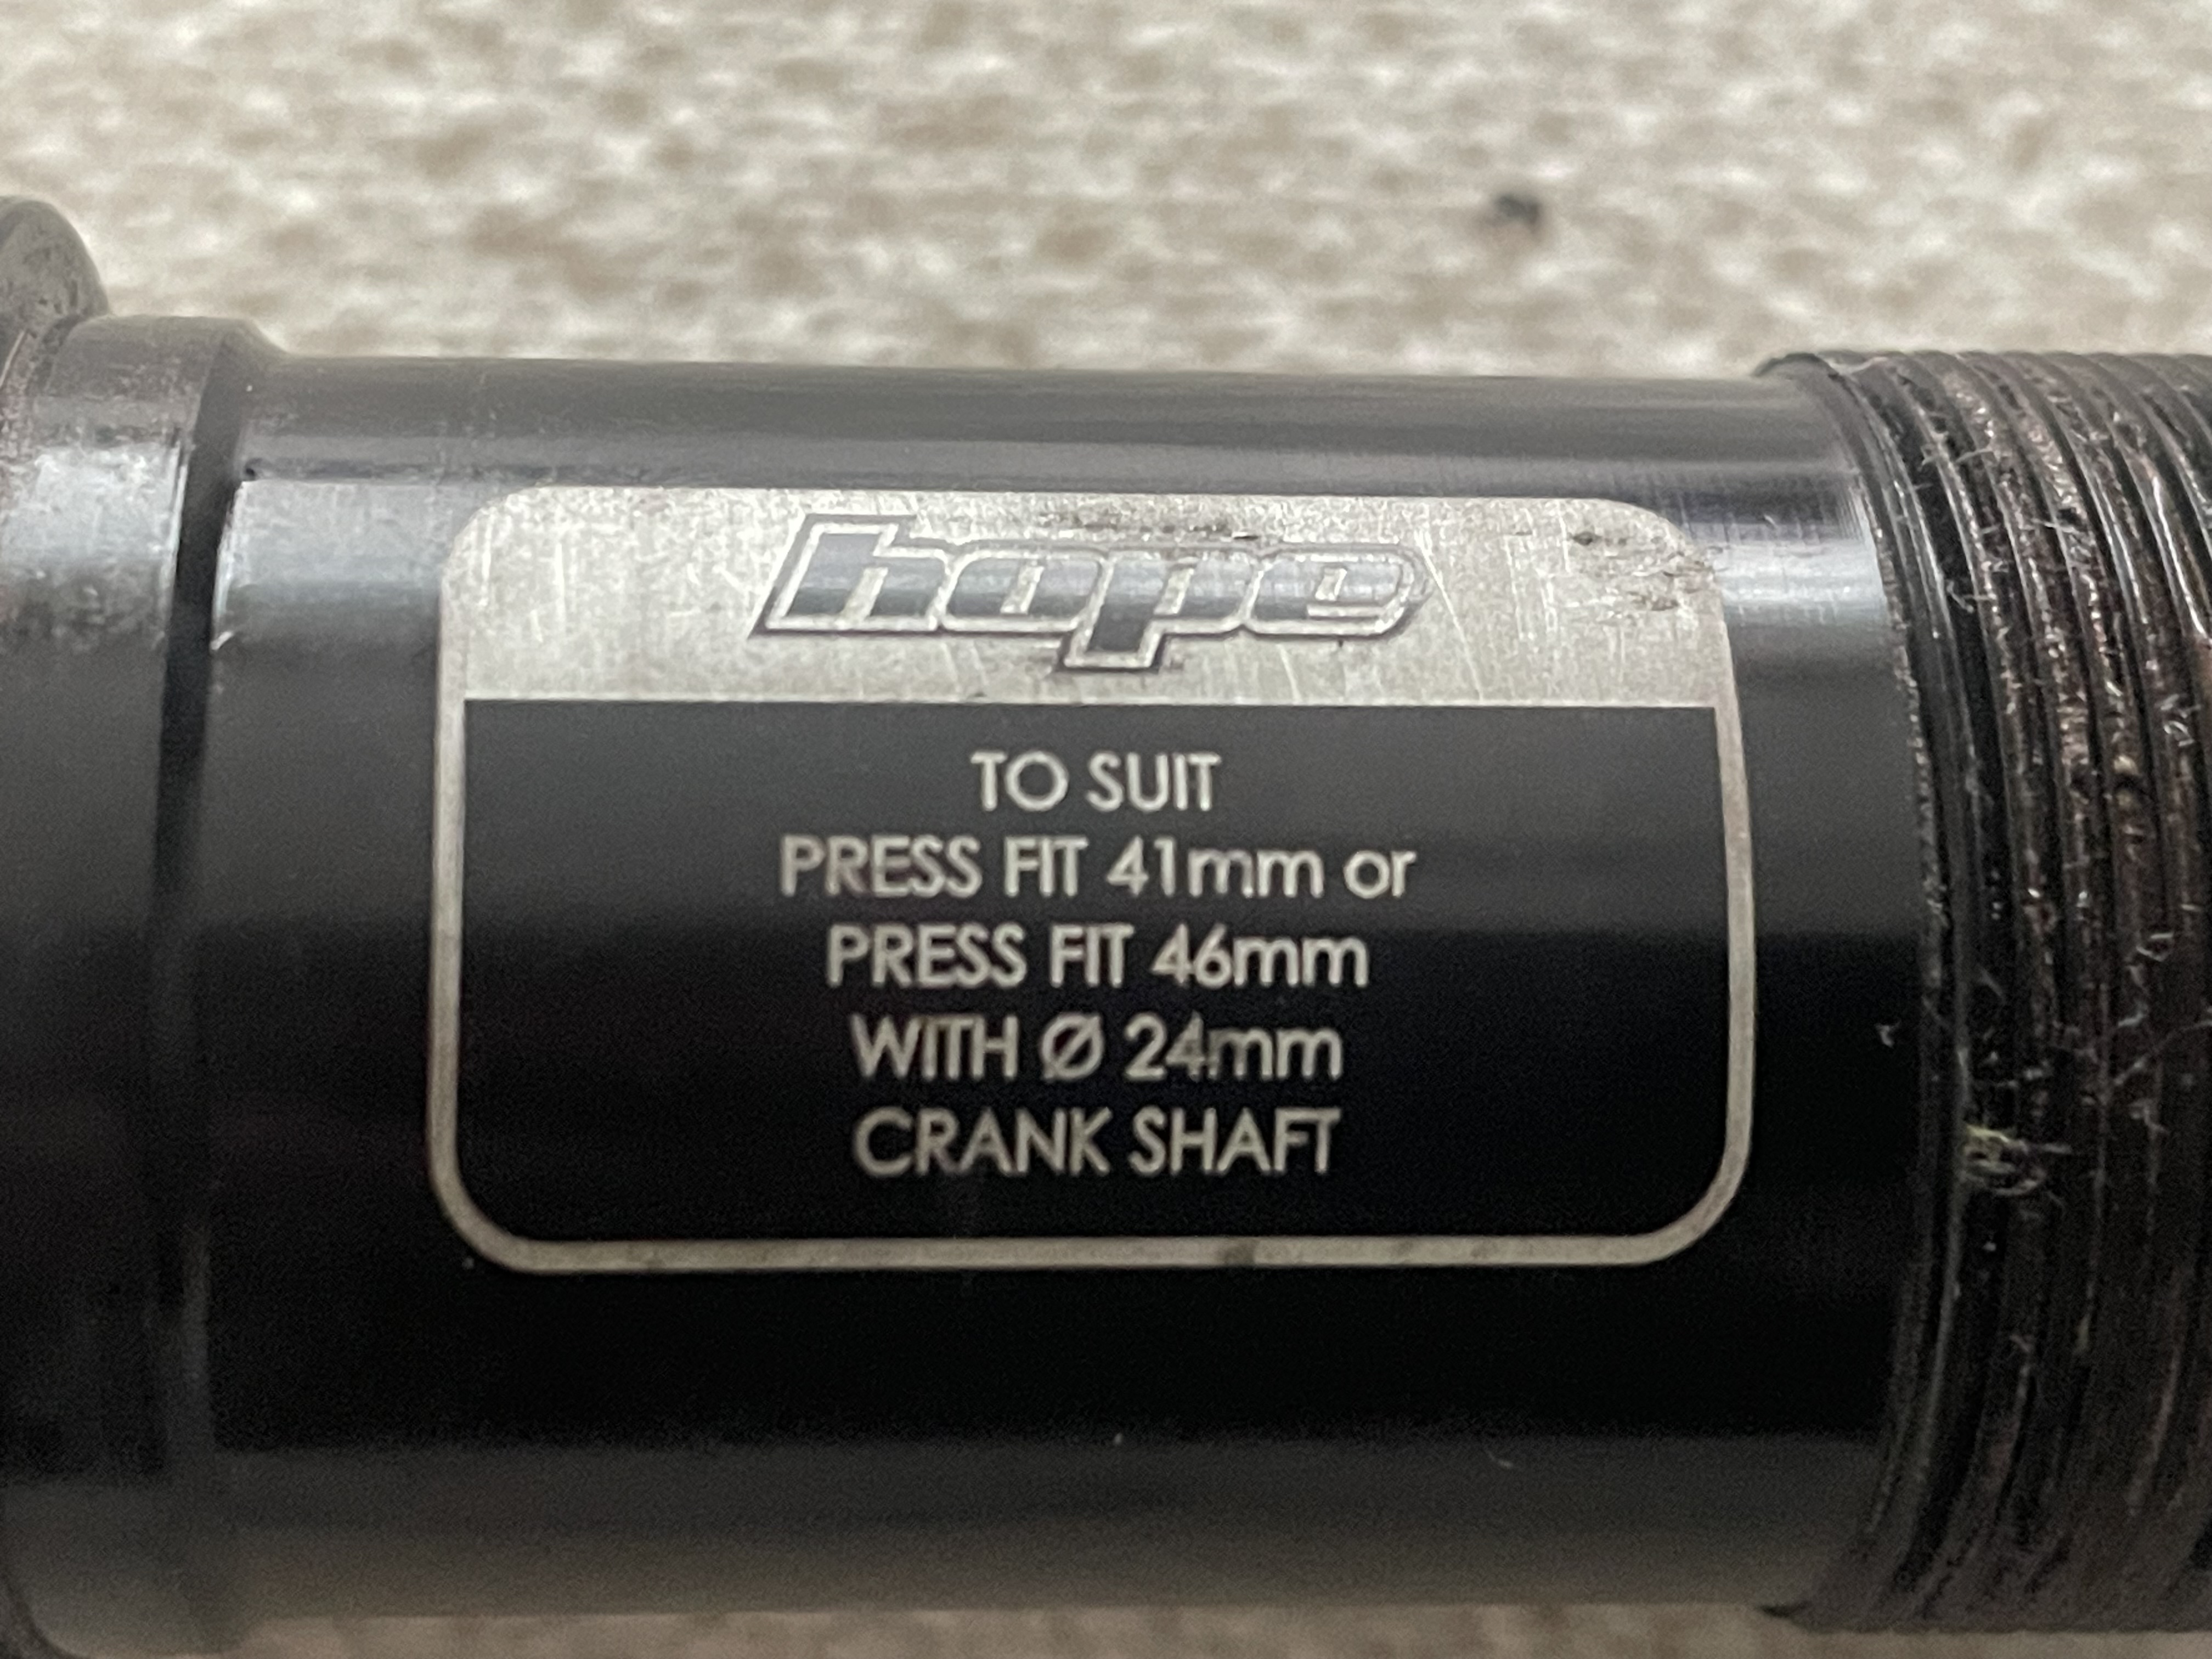 hope
TO SUIT
PRESS FIT 41mm or
PRESS FIT 46mm
WITH Ø 24mm
CRANK SHAFT